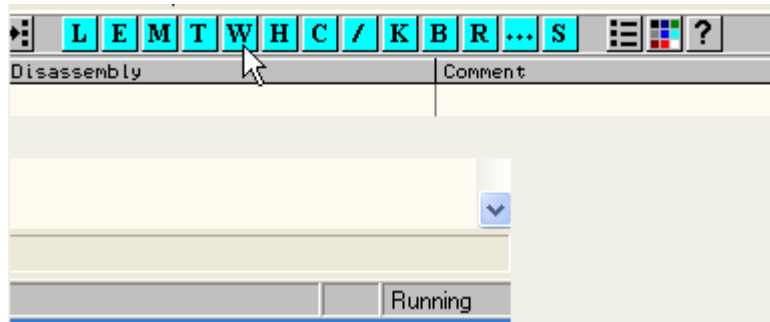 L E M T W H C / K B R ... S ?
Disassembly Comment
Running